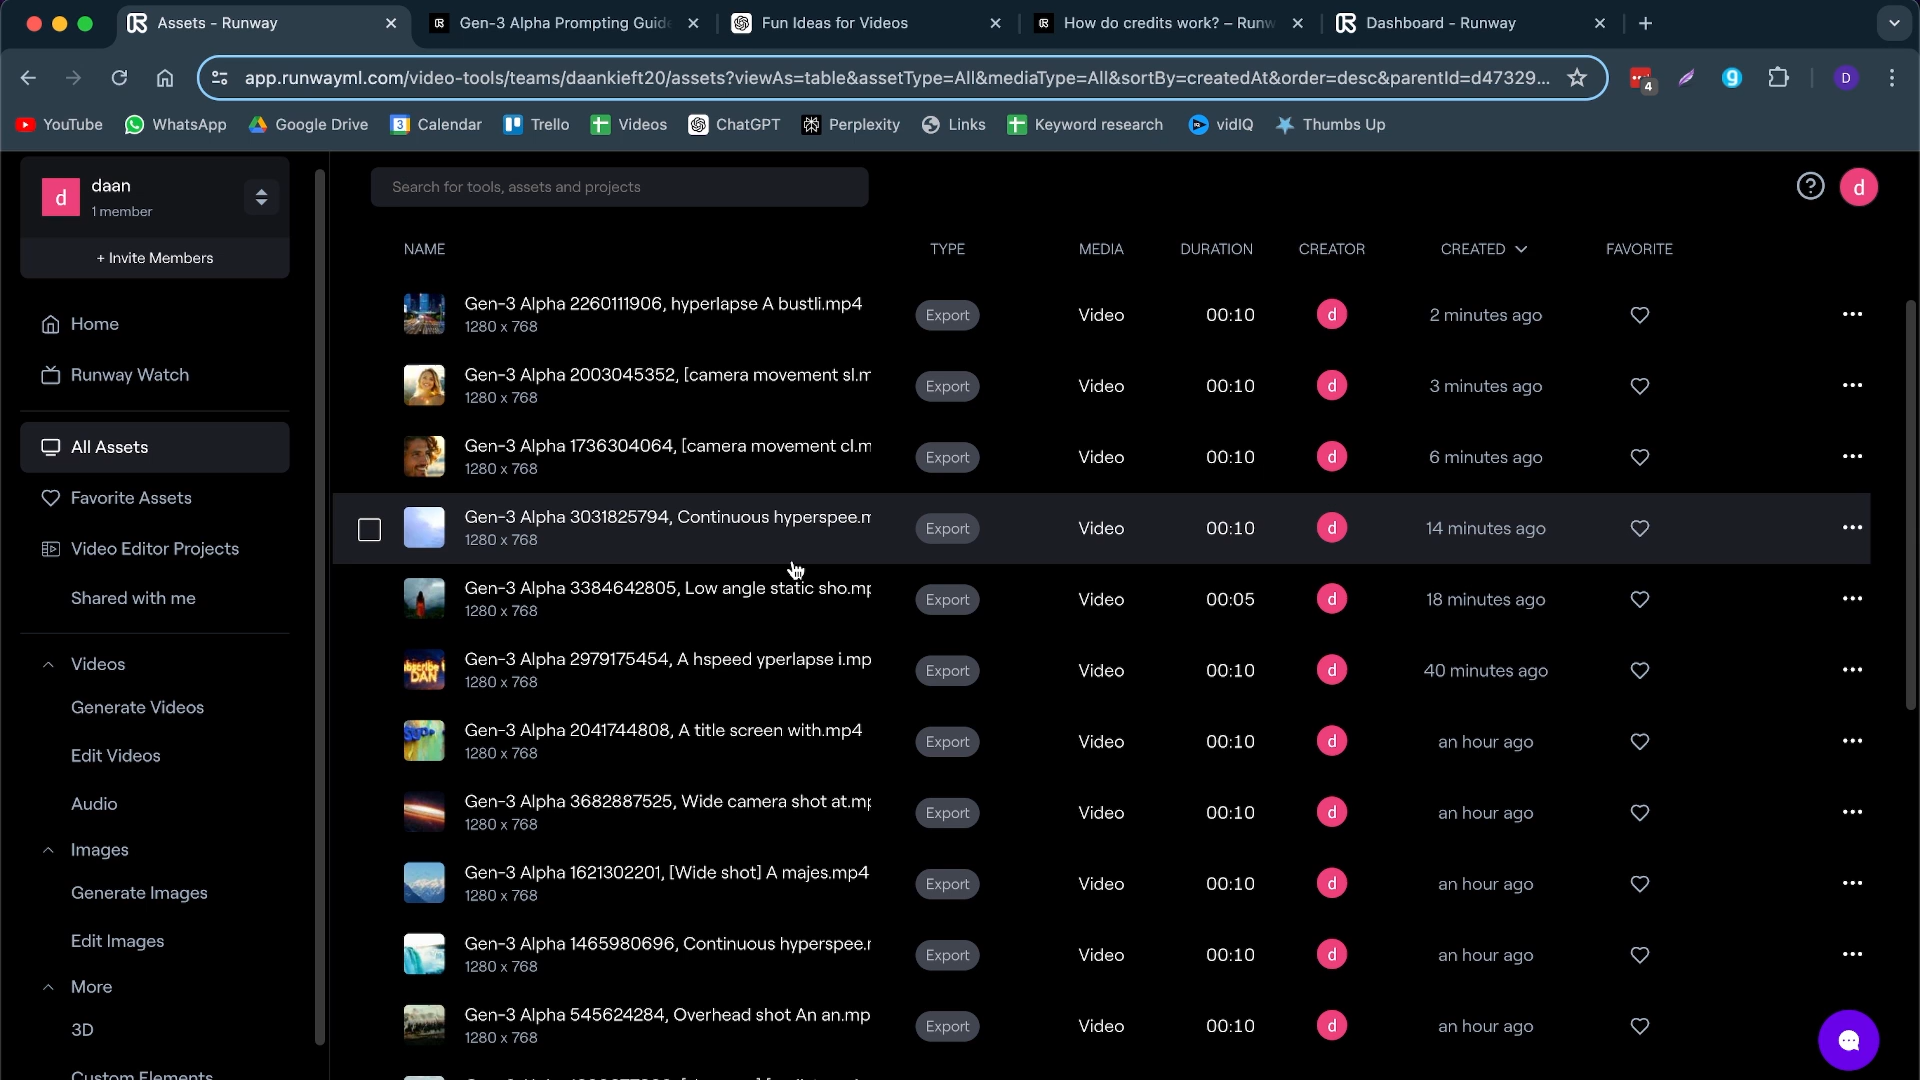 Assets - Runway
Gen-3 Alpha Prompting Guid
Fun Ideas for Videos
How do credits work? – Runw
Dashboard - Runway
app.runwayml.com/video-tools/teams/daankieft20/assets?viewAs=table&assetType=All&mediaType=All&sortBy=createdAt&order=desc&parentId=d47329...
4
D
YouTube
WhatsApp
Google Drive
3
Calendar
Trello
Videos
ChatGPT
Perplexity
Links
Keyword research
vidIQ
Thumbs Up
d
daan
1 member
+ Invite Members
Home
Runway Watch
All Assets
Favorite Assets
Video Editor Projects
Shared with me
Videos
Generate Videos
Edit Videos
Audio
Images
Generate Images
Edit Images
More
3D
Custom Elements
Search for tools, assets and projects
d
NAME TYPE MEDIA DURATION CREATOR CREATED FAVORITE
Gen-3 Alpha 2260111906, hyperlapse A bustli.mp4
1280 x 768
Export Video 00:10 d 2 minutes ago
Gen-3 Alpha 2003045352, [camera movement sl.m
1280 x 768
Export Video 00:10 d 3 minutes ago
Gen-3 Alpha 1736304064, [camera movement cl.m
1280 x 768
Export Video 00:10 d 6 minutes ago
Gen-3 Alpha 3031825794, Continuous hyperspee.m
1280 x 768
Export Video 00:10 d 14 minutes ago
Gen-3 Alpha 3384642805, Low angle static sho.mp
1280 x 768
Export Video 00:05 d 18 minutes ago
Gen-3 Alpha 2979175454, A hspeed yperlapse i.mp
1280 x 768
Export Video 00:10 d 40 minutes ago
Gen-3 Alpha 2041744808, A title screen with.mp4
1280 x 768
Export Video 00:10 d an hour ago
Gen-3 Alpha 3682887525, Wide camera shot at.mp
1280 x 768
Export Video 00:10 d an hour ago
Gen-3 Alpha 1621302201, [Wide shot] A majes.mp4
1280 x 768
Export Video 00:10 d an hour ago
Gen-3 Alpha 1465980696, Continuous hyperspee.r
1280 x 768
Export Video 00:10 d an hour ago
Gen-3 Alpha 545624284, Overhead shot An an.mp
1280 x 768
Export Video 00:10 d an hour ago